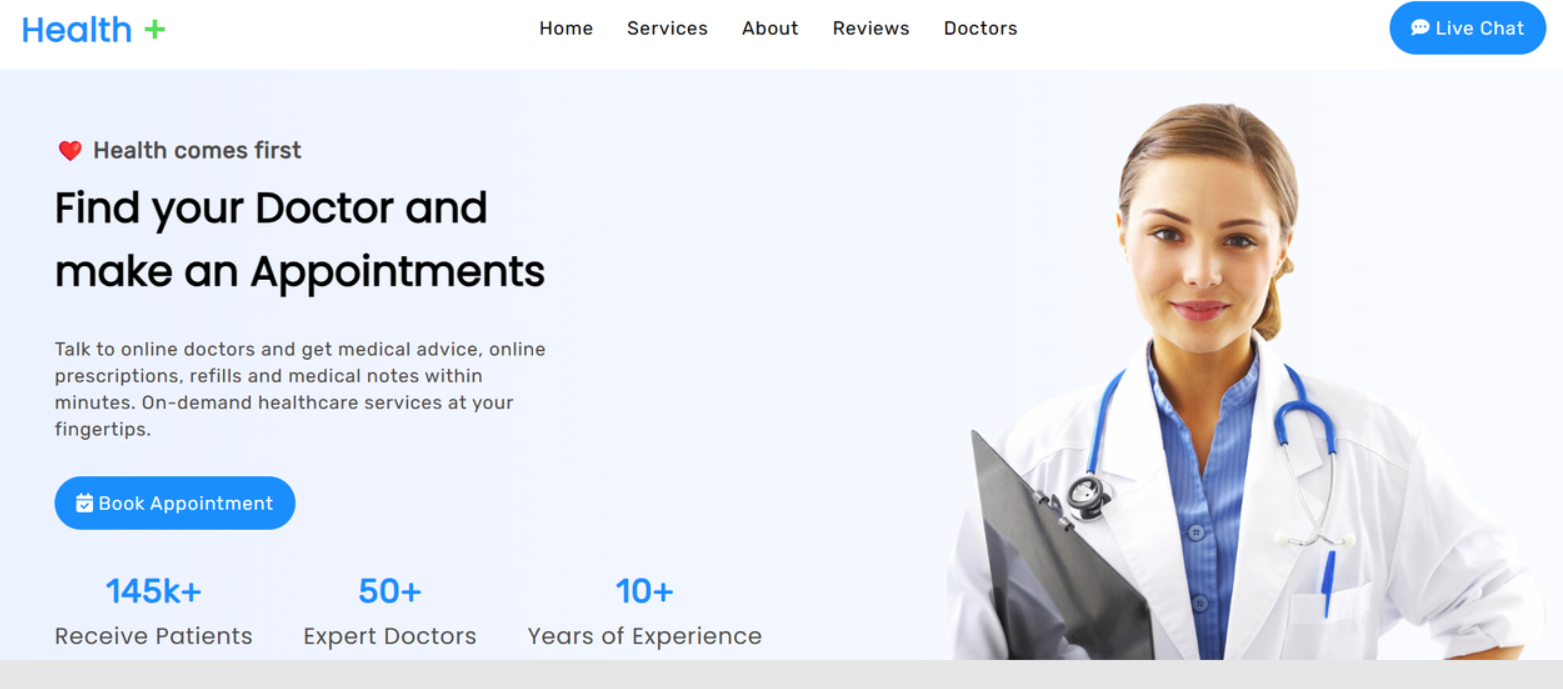 Health +
Home Services About Reviews Doctors
Live Chat
Health comes first
Find your Doctor and
make an Appointments
Talk to online doctors and get medical advice, online
prescriptions, refills and medical notes within
minutes. On-demand healthcare services at your
fingertips.
Book Appointment
145k+ 50+ 10+
Receive Patients Expert Doctors Years of Experience